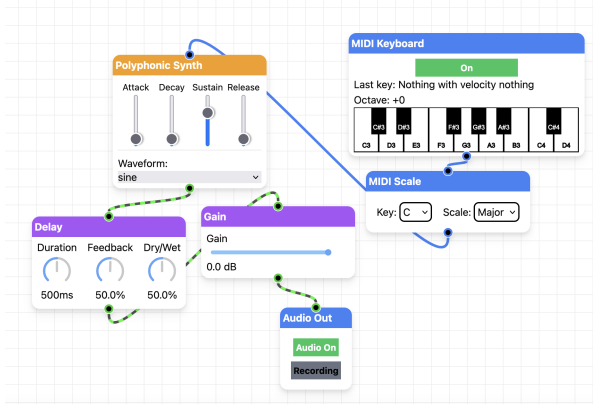 MIDI Keyboard
On
Last key: Nothing with velocity nothing
Octave: +0
C#3 D#3 F#3 G#3 A#3 C#4
C3 D3 E3 F3 G3 A3 B3 C4 D4
Polyphonic Synth
Attack Decay Sustain Release
Waveform:
sine
MIDI Scale
Key: C Scale: Major
Delay
Duration Feedback Dry/Wet
500ms 50.0% 50.0%
Gain
Gain
0.0 dB
Audio Out
Audio On
Recording